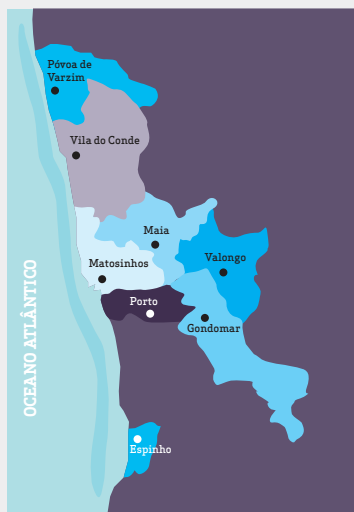 Póvoa de
Varzim
Vila do Conde
Maia
Matosinhos
Valongo
Porto
Gondomar
Espinho
OCEANO ATLÂNTICO